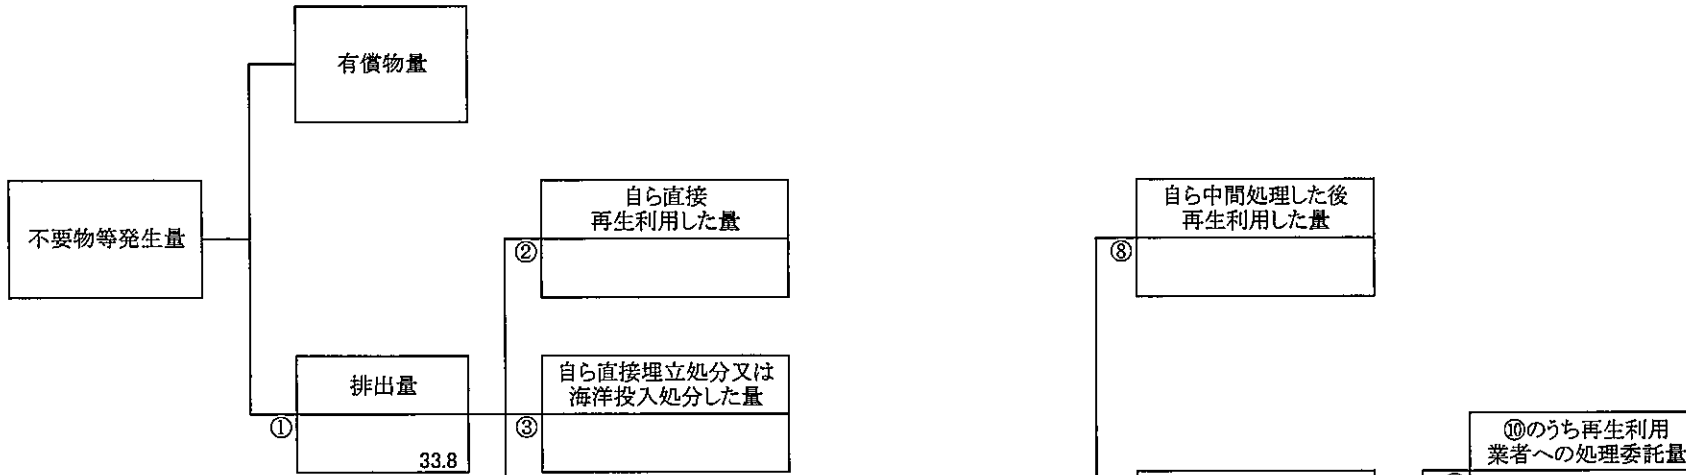 有償物量
不要物等発生量
自ら直接
再生利用した量
②
自ら中間処理した後
再生利用した量
⑧
排出量
①
33.8
自ら直接埋立処分又は
海洋投入処分した量
③
⑩のうち再生利用
業者への処理委託量